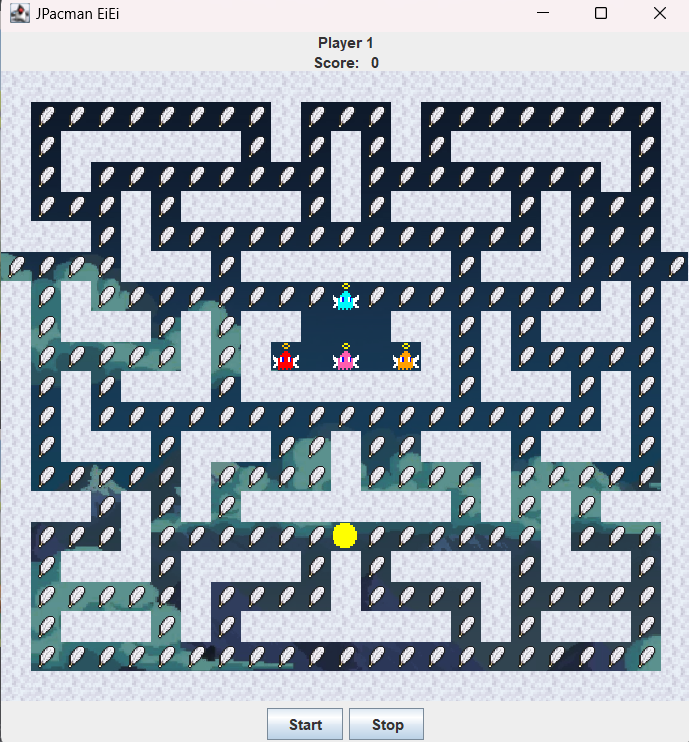 JPacman EiEi
Player 1
Score: 0
Start
Stop